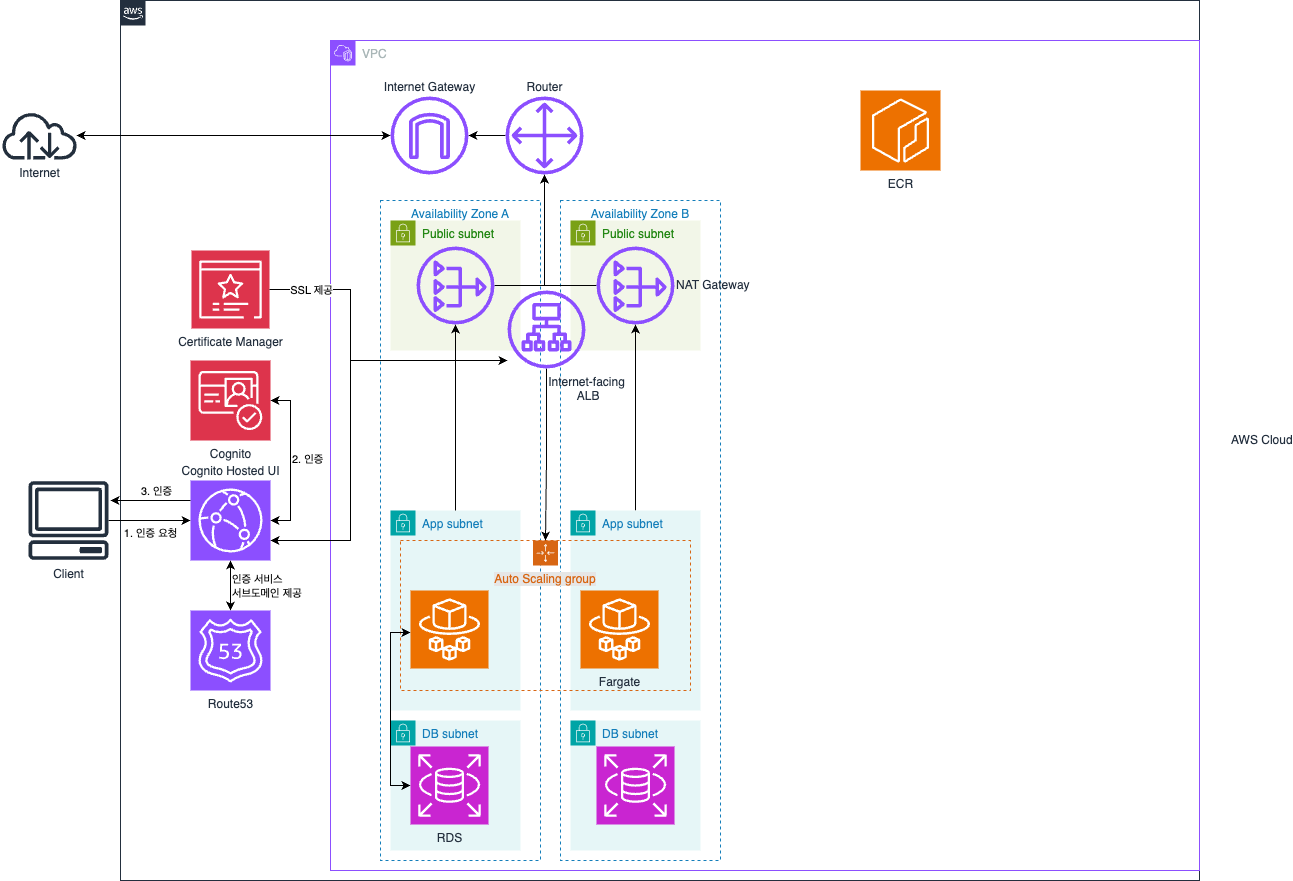 aws
VPC
Internet Gateway
Router
Internet
ECR
Availability Zone A
Availability Zone B
Public subnet
Public subnet
NAT Gateway
SSL 제공
Certificate Manager
Internet-facing
ALB
AWS Cloud
Cognito
Cognito Hosted UI
2. 인증
3. 인증
1. 인증 요청
Client
App subnet
App subnet
Auto Scaling group
인증 서비스
서브도메인 제공
53
Route53
Fargate
DB subnet
DB subnet
RDS